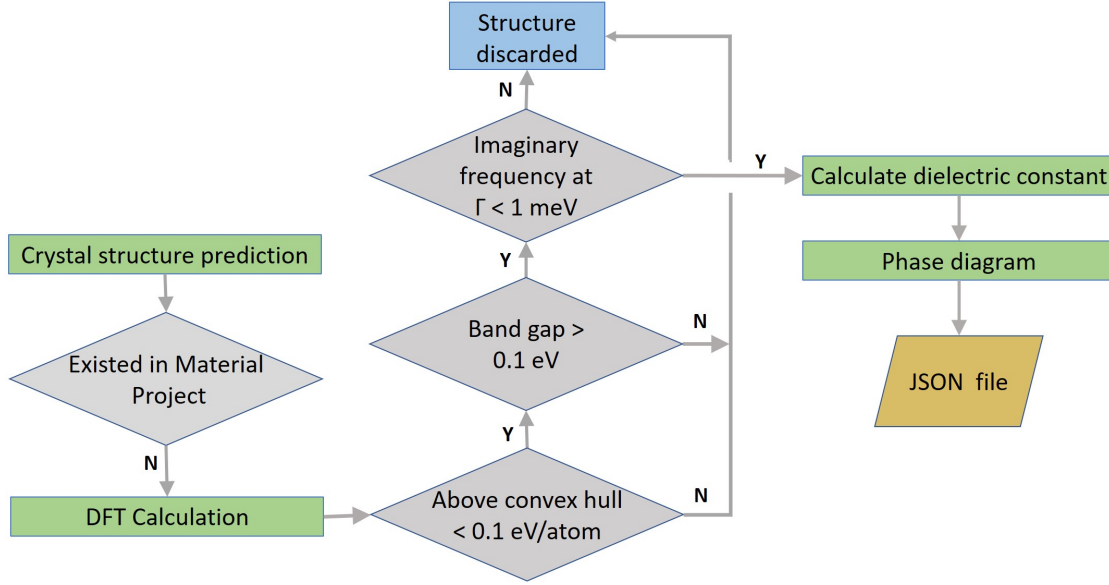 Structure
discarded
N
Imaginary
frequency at
Γ < 1 meV
Y
Calculate dielectric constant
Crystal structure prediction
Y
Phase diagram
Band gap >
0.1 eV
N
Existed in Material
Project
JSON file
N
Y
DFT Calculation
Above convex hull
< 0.1 eV/atom
N